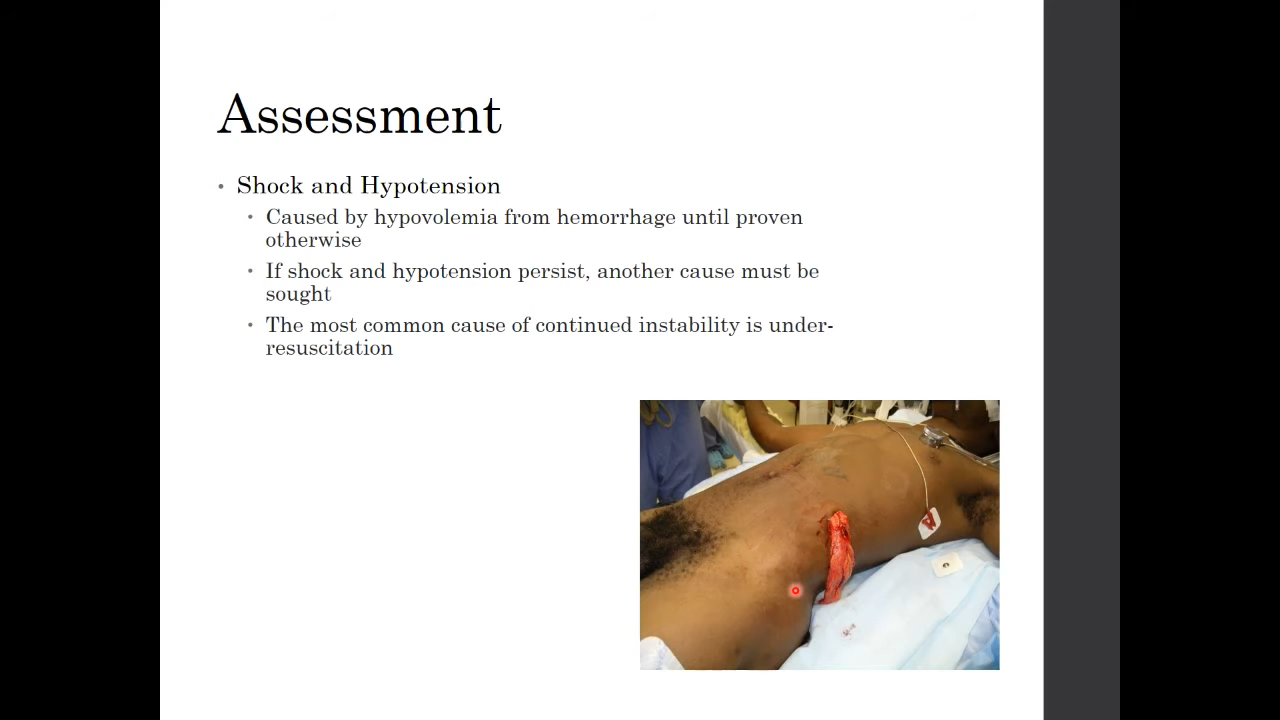 Assessment
• Shock and Hypotension
• Caused by hypovolemia from hemorrhage until proven
otherwise
• If shock and hypotension persist, another cause must be
sought
• The most common cause of continued instability is under-
resuscitation